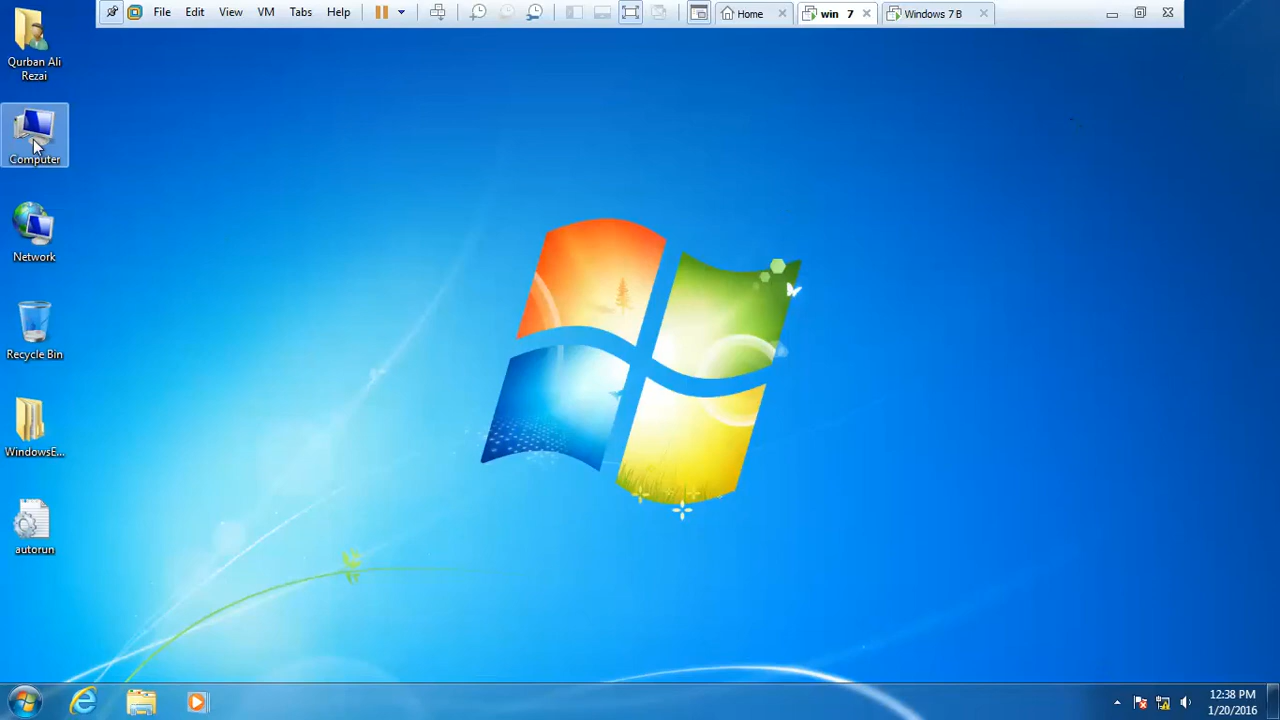 File Edit View VM Tabs Help Home win 7 Windows 7 B
Qurban Ali
Rezai
Computer
Network
Recycle Bin
WindowsE...
autorun
12:38 PM
1/20/2016